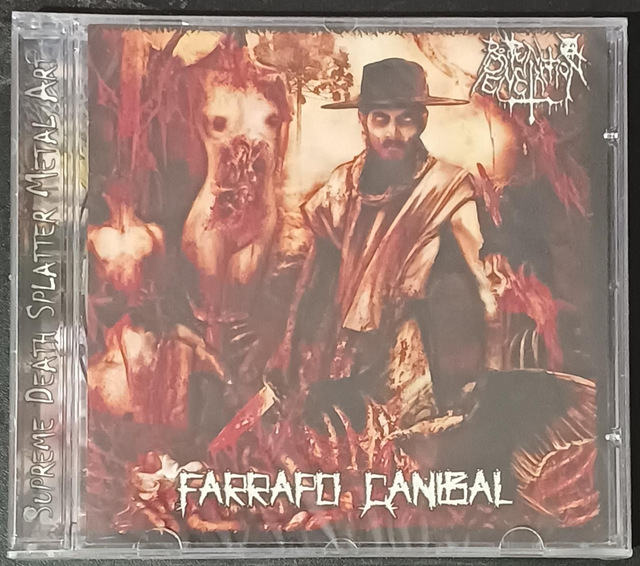 SUPREME DEATH SPLATTER METAL ART
FARRAPO CANIBAL